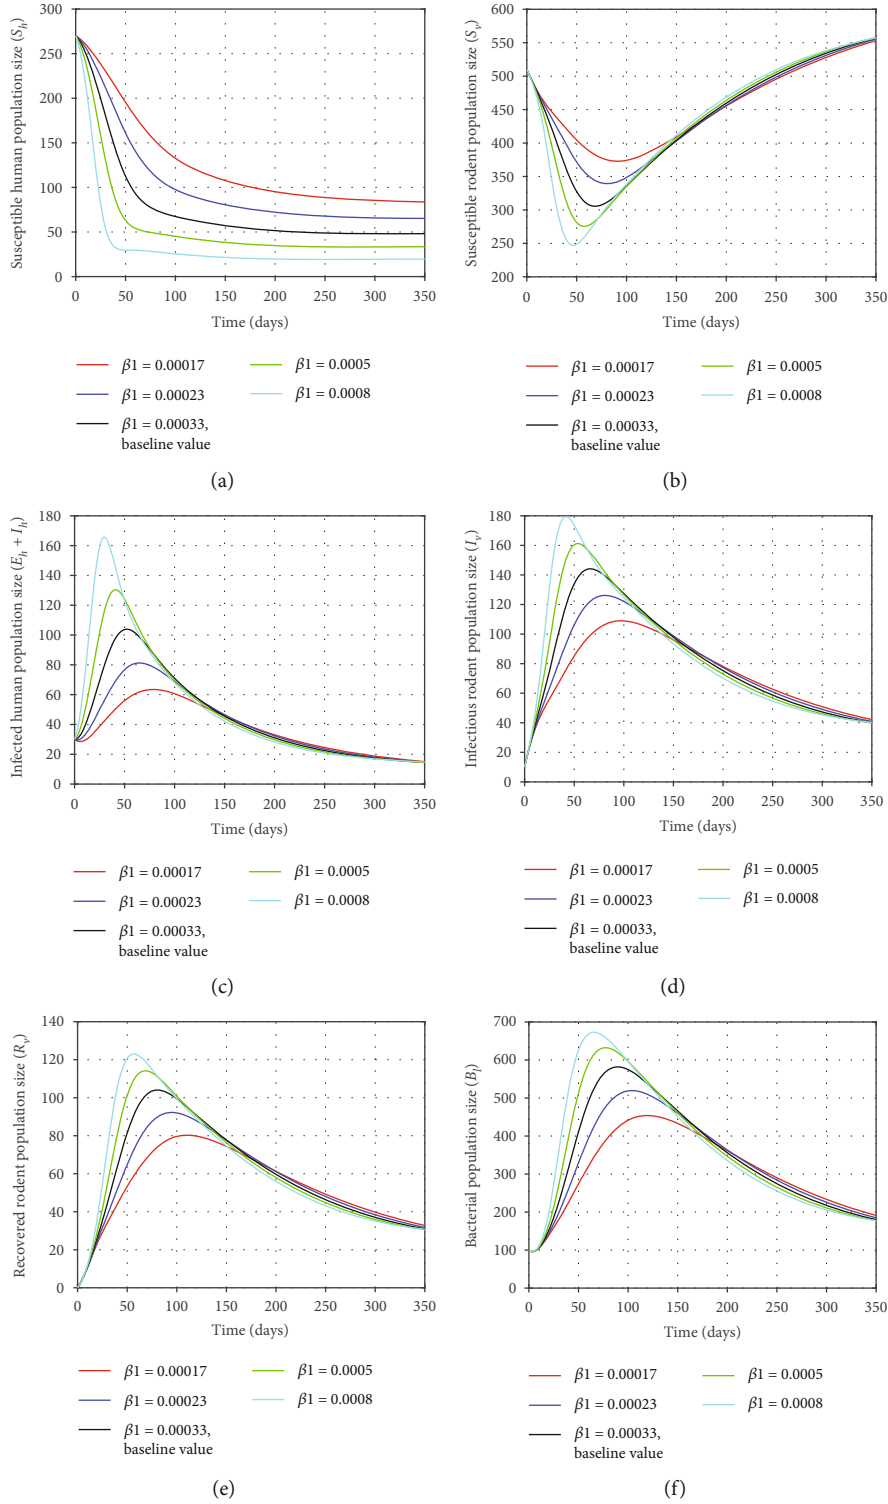 Susceptible human population size (Sh)
300
250
200
150
100
50
0
0 50 100 150 200 250 300 350
Time (days)
β1 = 0.00017
β1 = 0.00023
β1 = 0.00033,
baseline value
β1 = 0.0005
β1 = 0.0008
(a)
Susceptible rodent population size (Sv)
600
550
500
450
400
350
300
250
200
0 50 100 150 200 250 300 350
Time (days)
β1 = 0.00017
β1 = 0.00023
β1 = 0.00033,
baseline value
β1 = 0.0005
β1 = 0.0008
(b)
Infected human population size (Eh + Ih)
180
160
140
120
100
80
60
40
20
0
0 50 100 150 200 250 300 350
Time (days)
β1 = 0.00017
β1 = 0.00023
β1 = 0.00033,
baseline value
β1 = 0.0005
β1 = 0.0008
(c)
Infectious rodent population size (Iv)
180
160
140
120
100
80
60
40
20
0
0 50 100 150 200 250 300 350
Time (days)
β1 = 0.00017
β1 = 0.00023
β1 = 0.00033,
baseline value
β1 = 0.0005
β1 = 0.0008
(d)
Recovered rodent population size (Rv)
140
120
100
80
60
40
20
0
0 50 100 150 200 250 300 350
Time (days)
β1 = 0.00017
β1 = 0.00023
β1 = 0.00033,
baseline value
β1 = 0.0005
β1 = 0.0008
(e)
Bacterial population size (Bl)
700
600
500
400
300
200
100
0
0 50 100 150 200 250 300 350
Time (days)
β1 = 0.00017
β1 = 0.00023
β1 = 0.00033,
baseline value
β1 = 0.0005
β1 = 0.0008
(f)